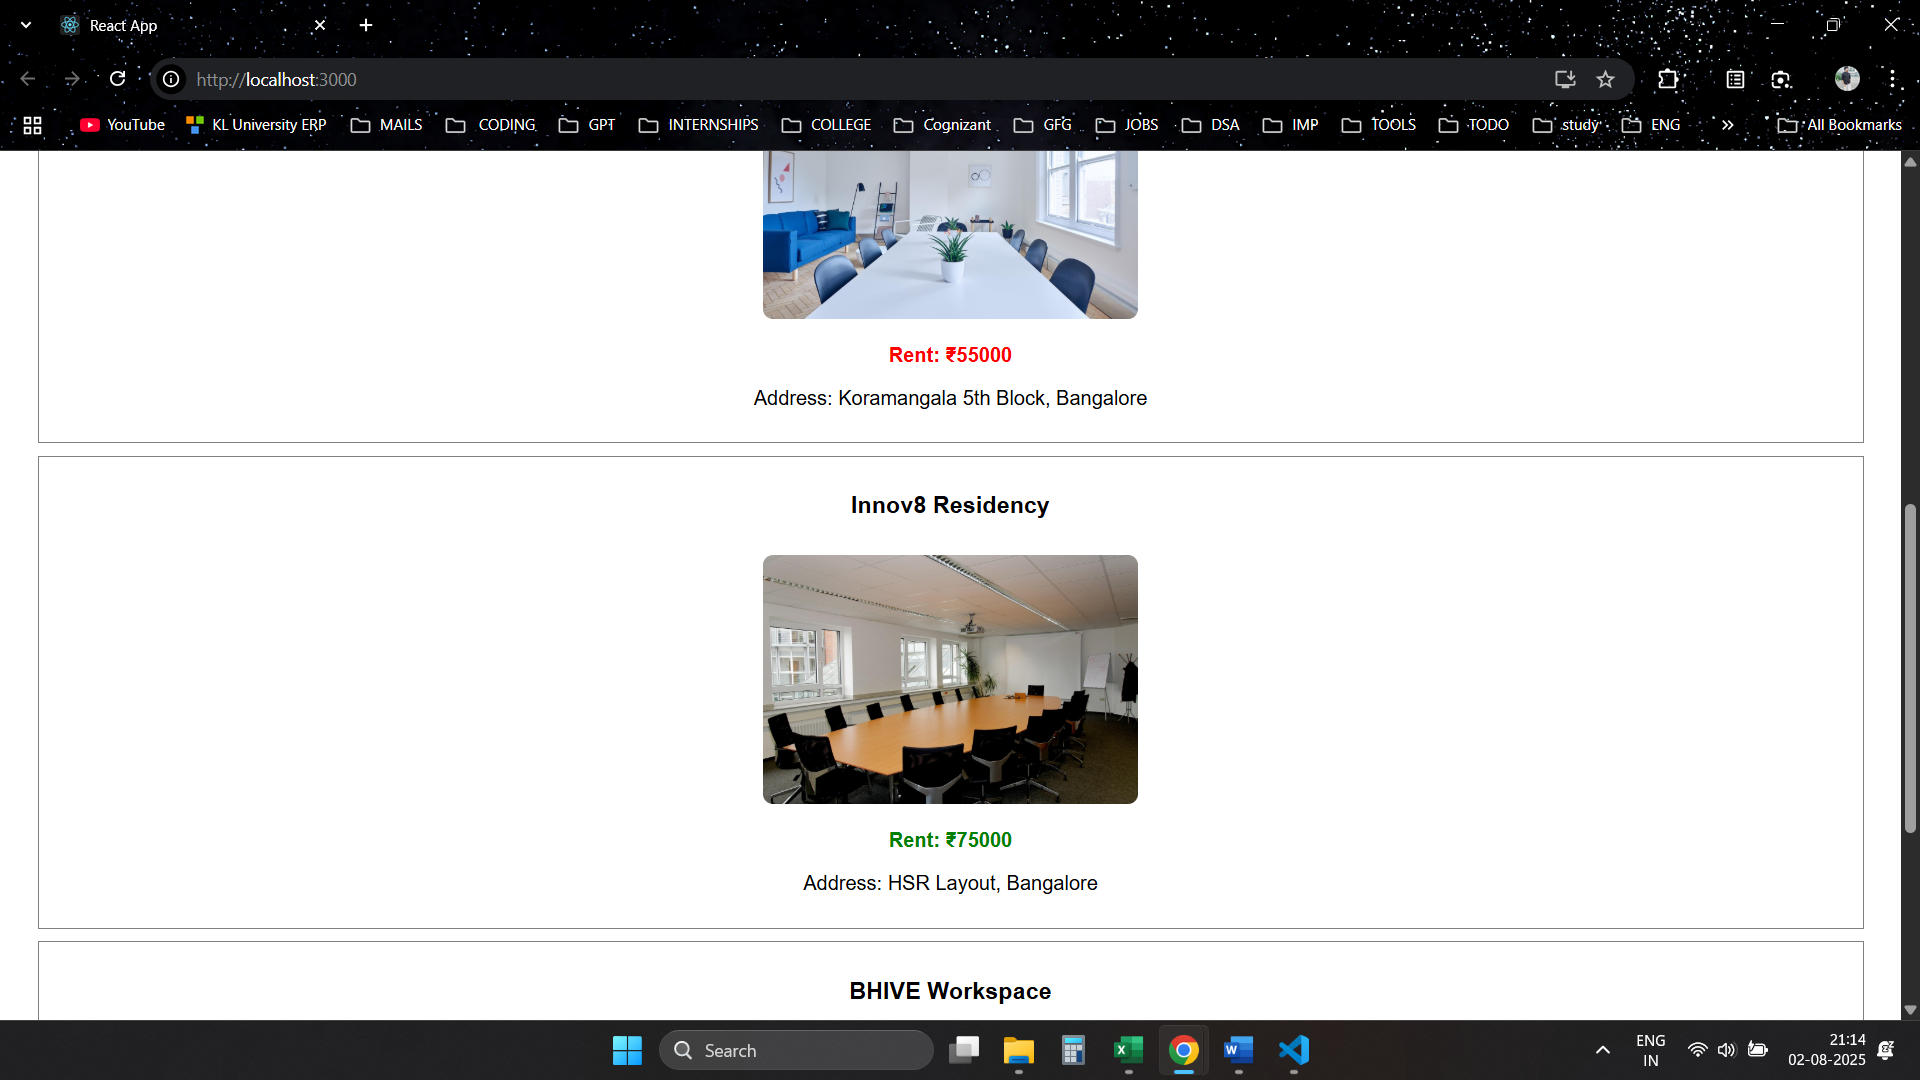 React App
http://localhost:3000
YouTube
KL University ERP
MAILS
CODING
GPT
INTERNSHIPS
COLLEGE
Cognizant
GFG
JOBS
DSA
IMP
TOOLS
TODO
study
ENG
All Bookmarks
Rent: ₹55000
Address: Koramangala 5th Block, Bangalore
Innov8 Residency
Rent: ₹75000
Address: HSR Layout, Bangalore
BHIVE Workspace
Search
ENG
IN
21:14
02-08-2025